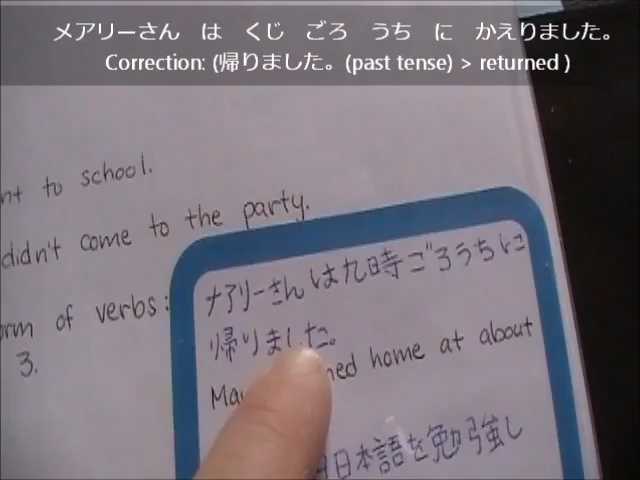 メアリーさん は くじ ごろ うち に かえりました。
Correction: (帰りました。(past tense) > returned )
nt to school.
didn't come to the party.
orm of verbs:
3.
メアリーさんは九時ごろうちに
帰りました。
home at about
日本語を勉強し